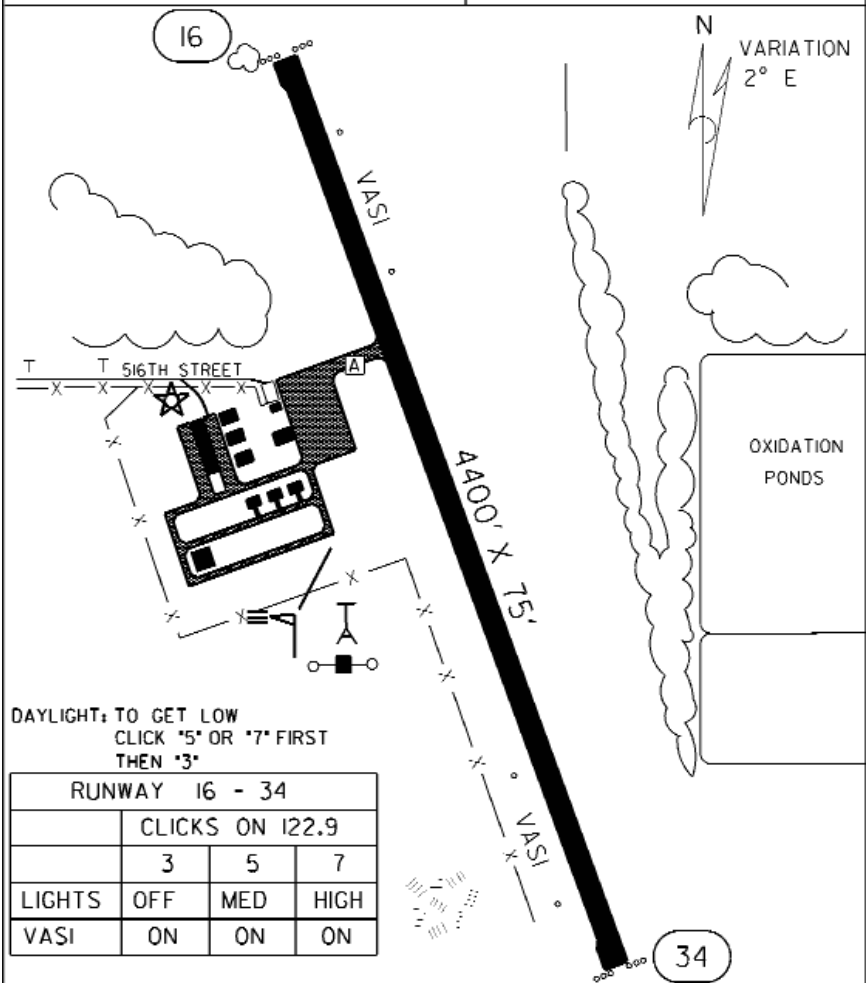 16
N
VARIATION
2° E
VASI
T
T
516TH STREET
A
OXIDATION
PONDS
4400' X 75'
DAYLIGHT: TO GET LOW
CLICK "5" OR "7" FIRST
THEN "3"
RUNWAY 16 - 34
CLICKS ON 122.9
3 5 7
LIGHTS OFF MED HIGH
VASI ON ON ON
VASI
34